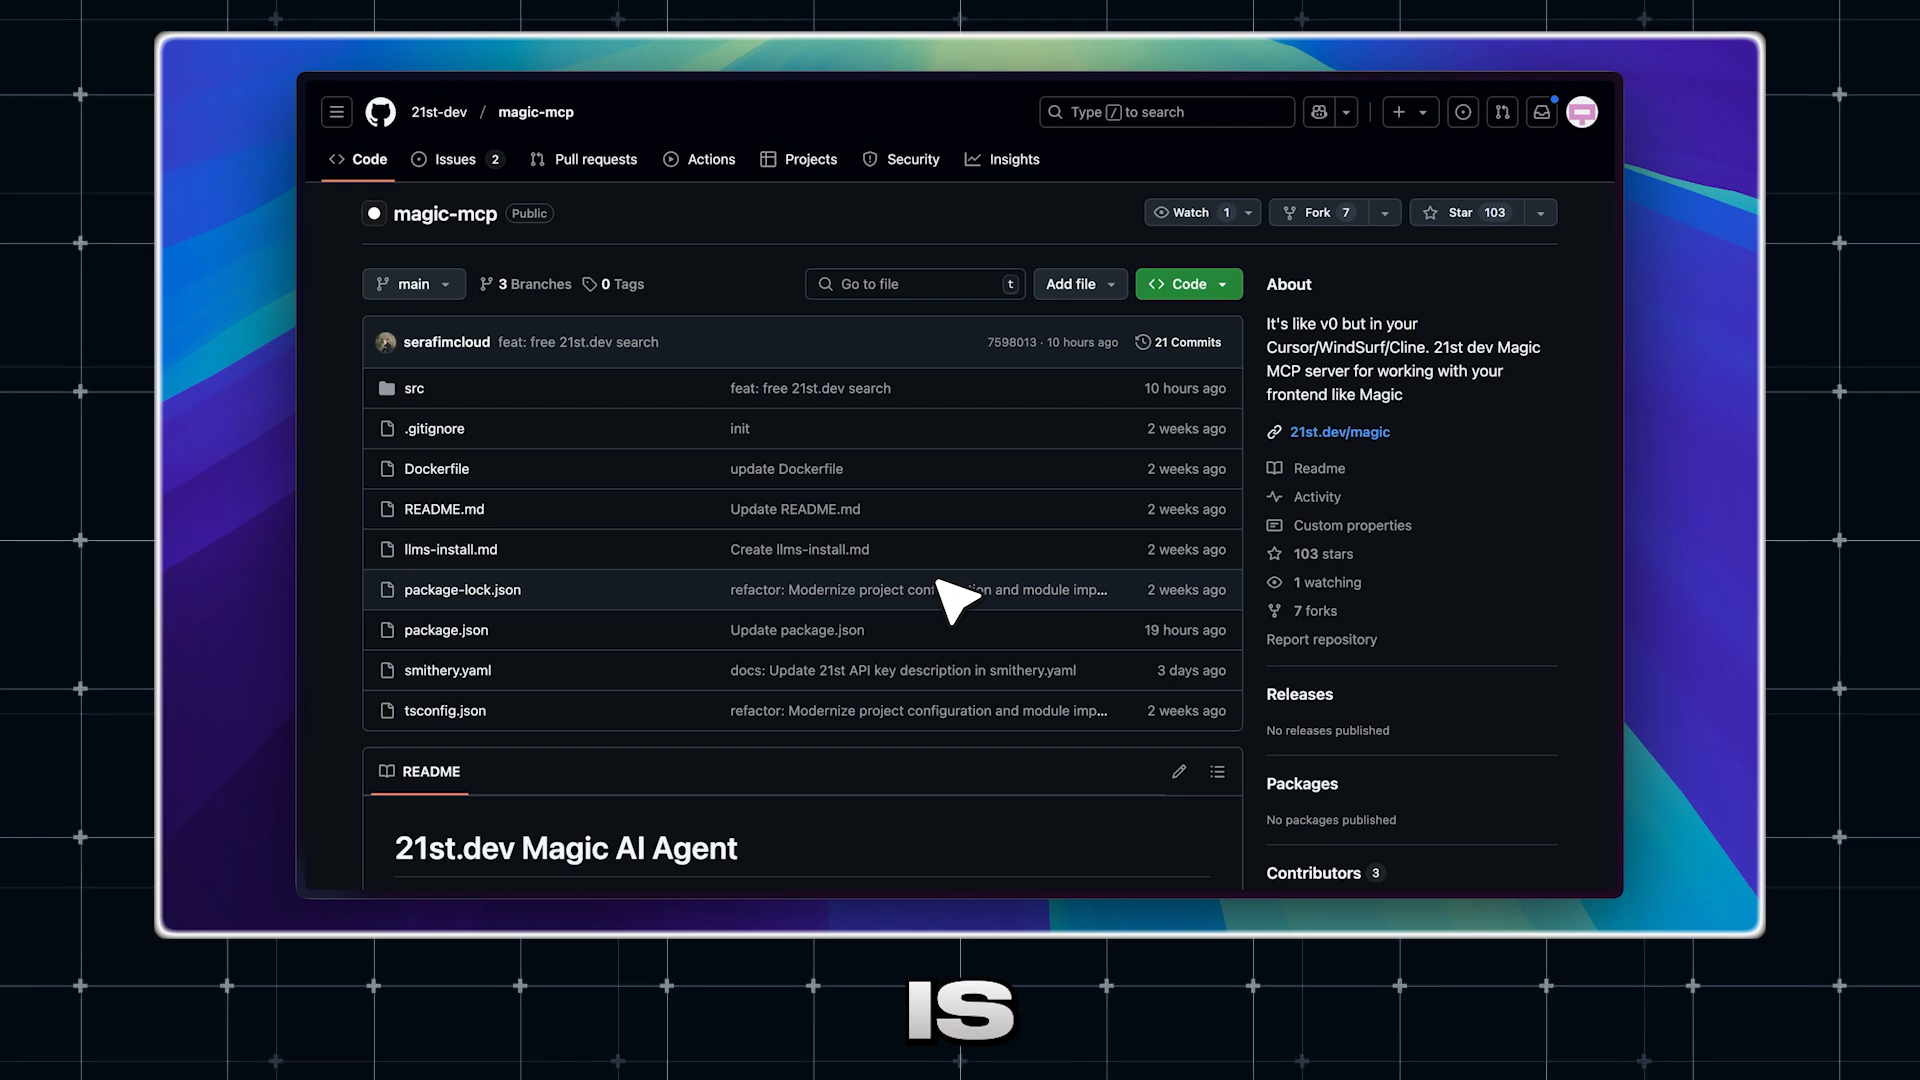 21st-dev / magic-mcp
Type / to search
Code
Issues 2
Pull requests
Actions
Projects
Security
Insights
magic-mcp Public
Watch 1
Fork 7
Star 103
main
3 Branches
0 Tags
Go to file t
Add file
Code
serafimcloud feat: free 21st.dev search 7598013 · 10 hours ago 21 Commits
src feat: free 21st.dev search 10 hours ago
.gitignore init 2 weeks ago
Dockerfile update Dockerfile 2 weeks ago
README.md Update README.md 2 weeks ago
llms-install.md Create llms-install.md 2 weeks ago
package-lock.json refactor: Modernize project and module imp... 2 weeks ago
package.json Update package.json 19 hours ago
smithery.yaml docs: Update 21st API key description in smithery.yaml 3 days ago
tsconfig.json refactor: Modernize project configuration and module imp... 2 weeks ago
README
21st.dev Magic AI Agent
About
It's like v0 but in your
Cursor/WindSurf/Cline. 21st dev Magic
MCP server for working with your
frontend like Magic
21st.dev/magic
Readme
Activity
Custom properties
103 stars
1 watching
7 forks
Report repository
Releases
No releases published
Packages
No packages published
Contributors 3
IS